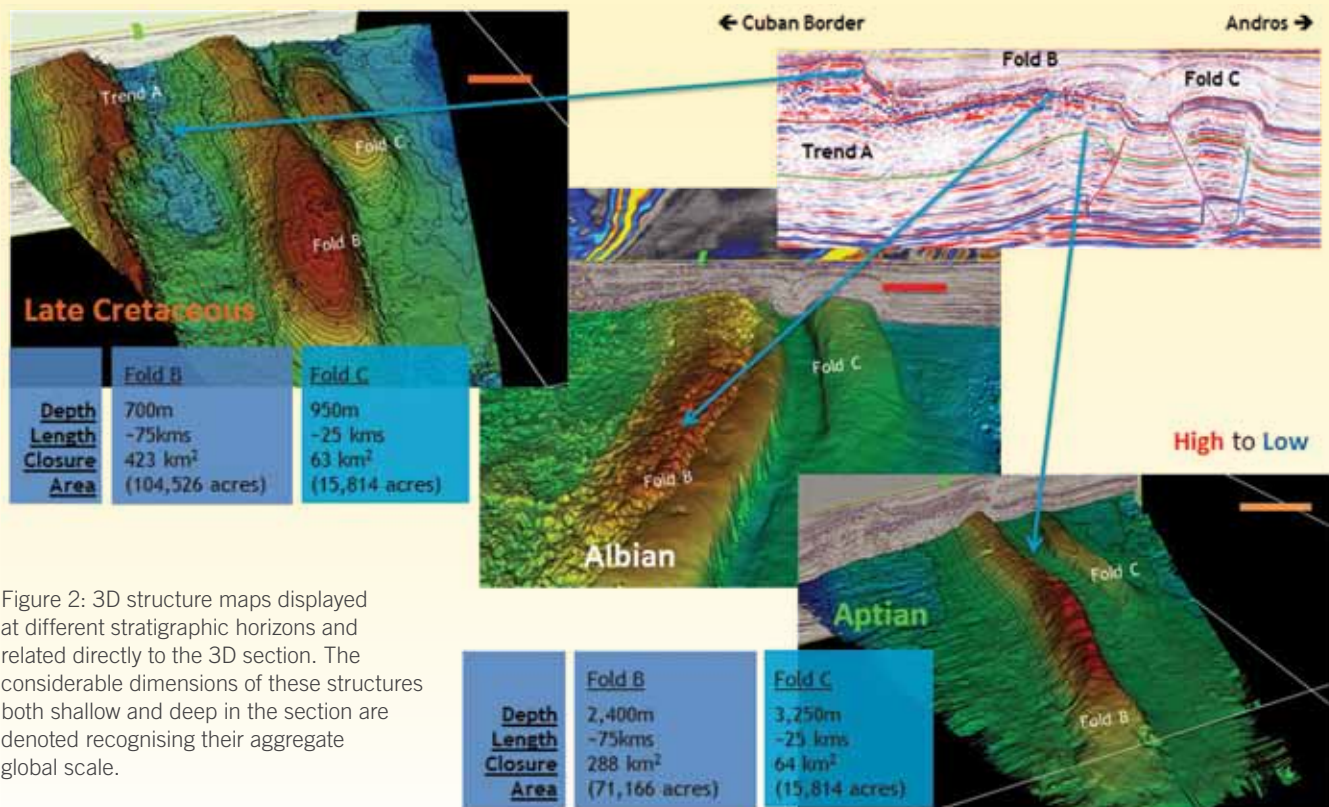 ← Cuban Border
Andros →
Fold B
Fold C
Trend A
Trend A
Fold C
Fold B
Late Cretaceous
Fold B
Fold C
Depth 700m 950m
Length ~75kms ~25 kms
Closure 423 km² 63 km²
Area (104,526 acres) (15,814 acres)
Fold C
Fold B
Albian
High to Low
Fold C
Aptian
Fold B
Figure 2: 3D structure maps displayed
at different stratigraphic horizons and
related directly to the 3D section. The
considerable dimensions of these structures
both shallow and deep in the section are
denoted recognising their aggregate
global scale.
Fold B
Fold C
Depth 2,400m 3,250m
Length ~75kms ~25 kms
Closure 288 km² 64 km²
Area (71,166 acres) (15,814 acres)